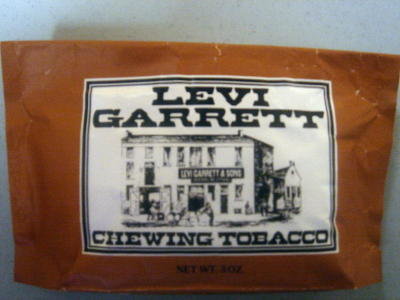 LEVI
GARRETT
LEVI GARRETT & SONS
CHEWING TOBACCO
NET WT. 3 OZ